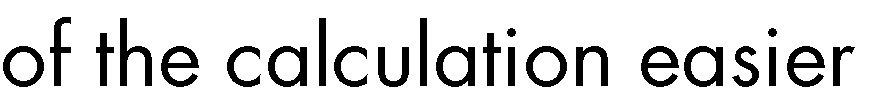 of the calculation easier